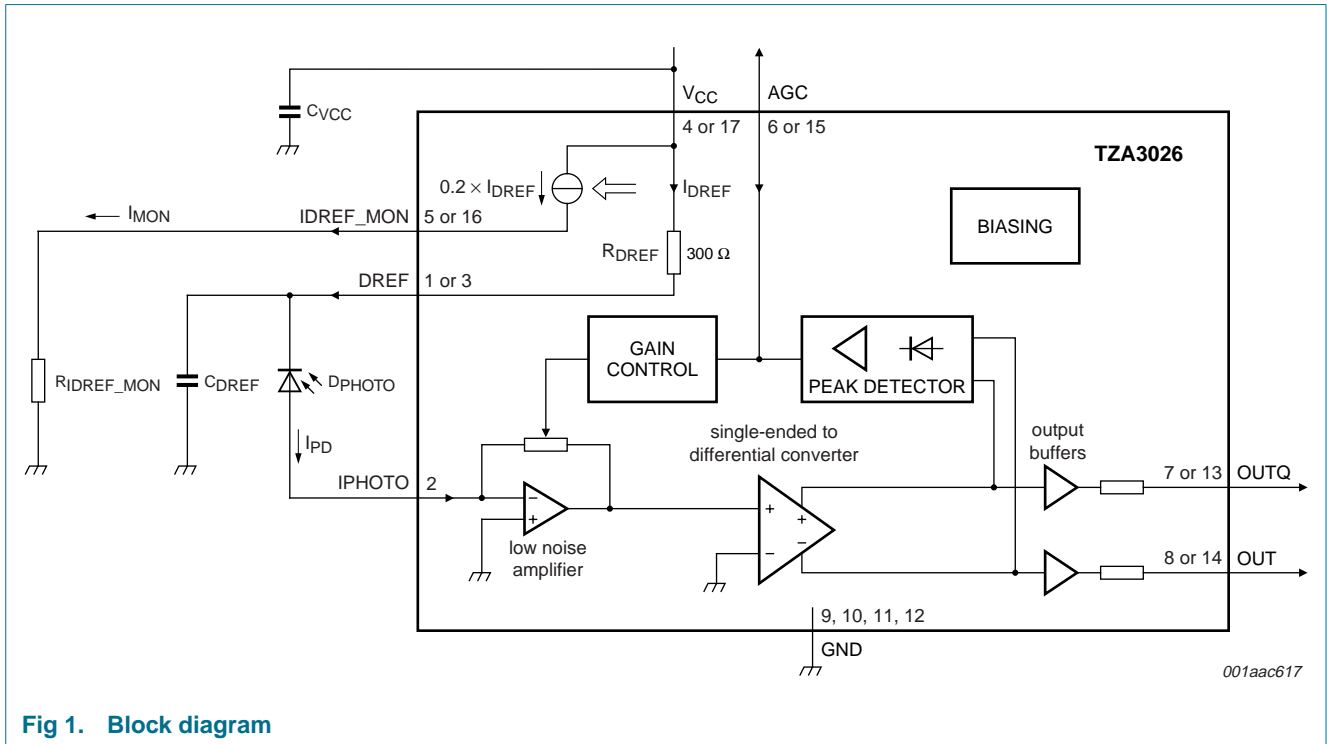 VCC
AGC
CVCC
4 or 17
6 or 15
TZA3026
0.2 × IDREF
IDREF
IMON
IDREF_MON
5 or 16
BIASING
RDREF
300 Ω
DREF
1 or 3
GAIN
CONTROL
PEAK DETECTOR
RIDREF_MON
CDREF
DPHOTO
single-ended to
differential converter
output
buffers
IPD
IPHOTO
2
7 or 13
OUTQ
−
+
+
−
+
−
low noise
amplifier
8 or 14
OUT
9, 10, 11, 12
GND
001aac617
Fig 1. Block diagram